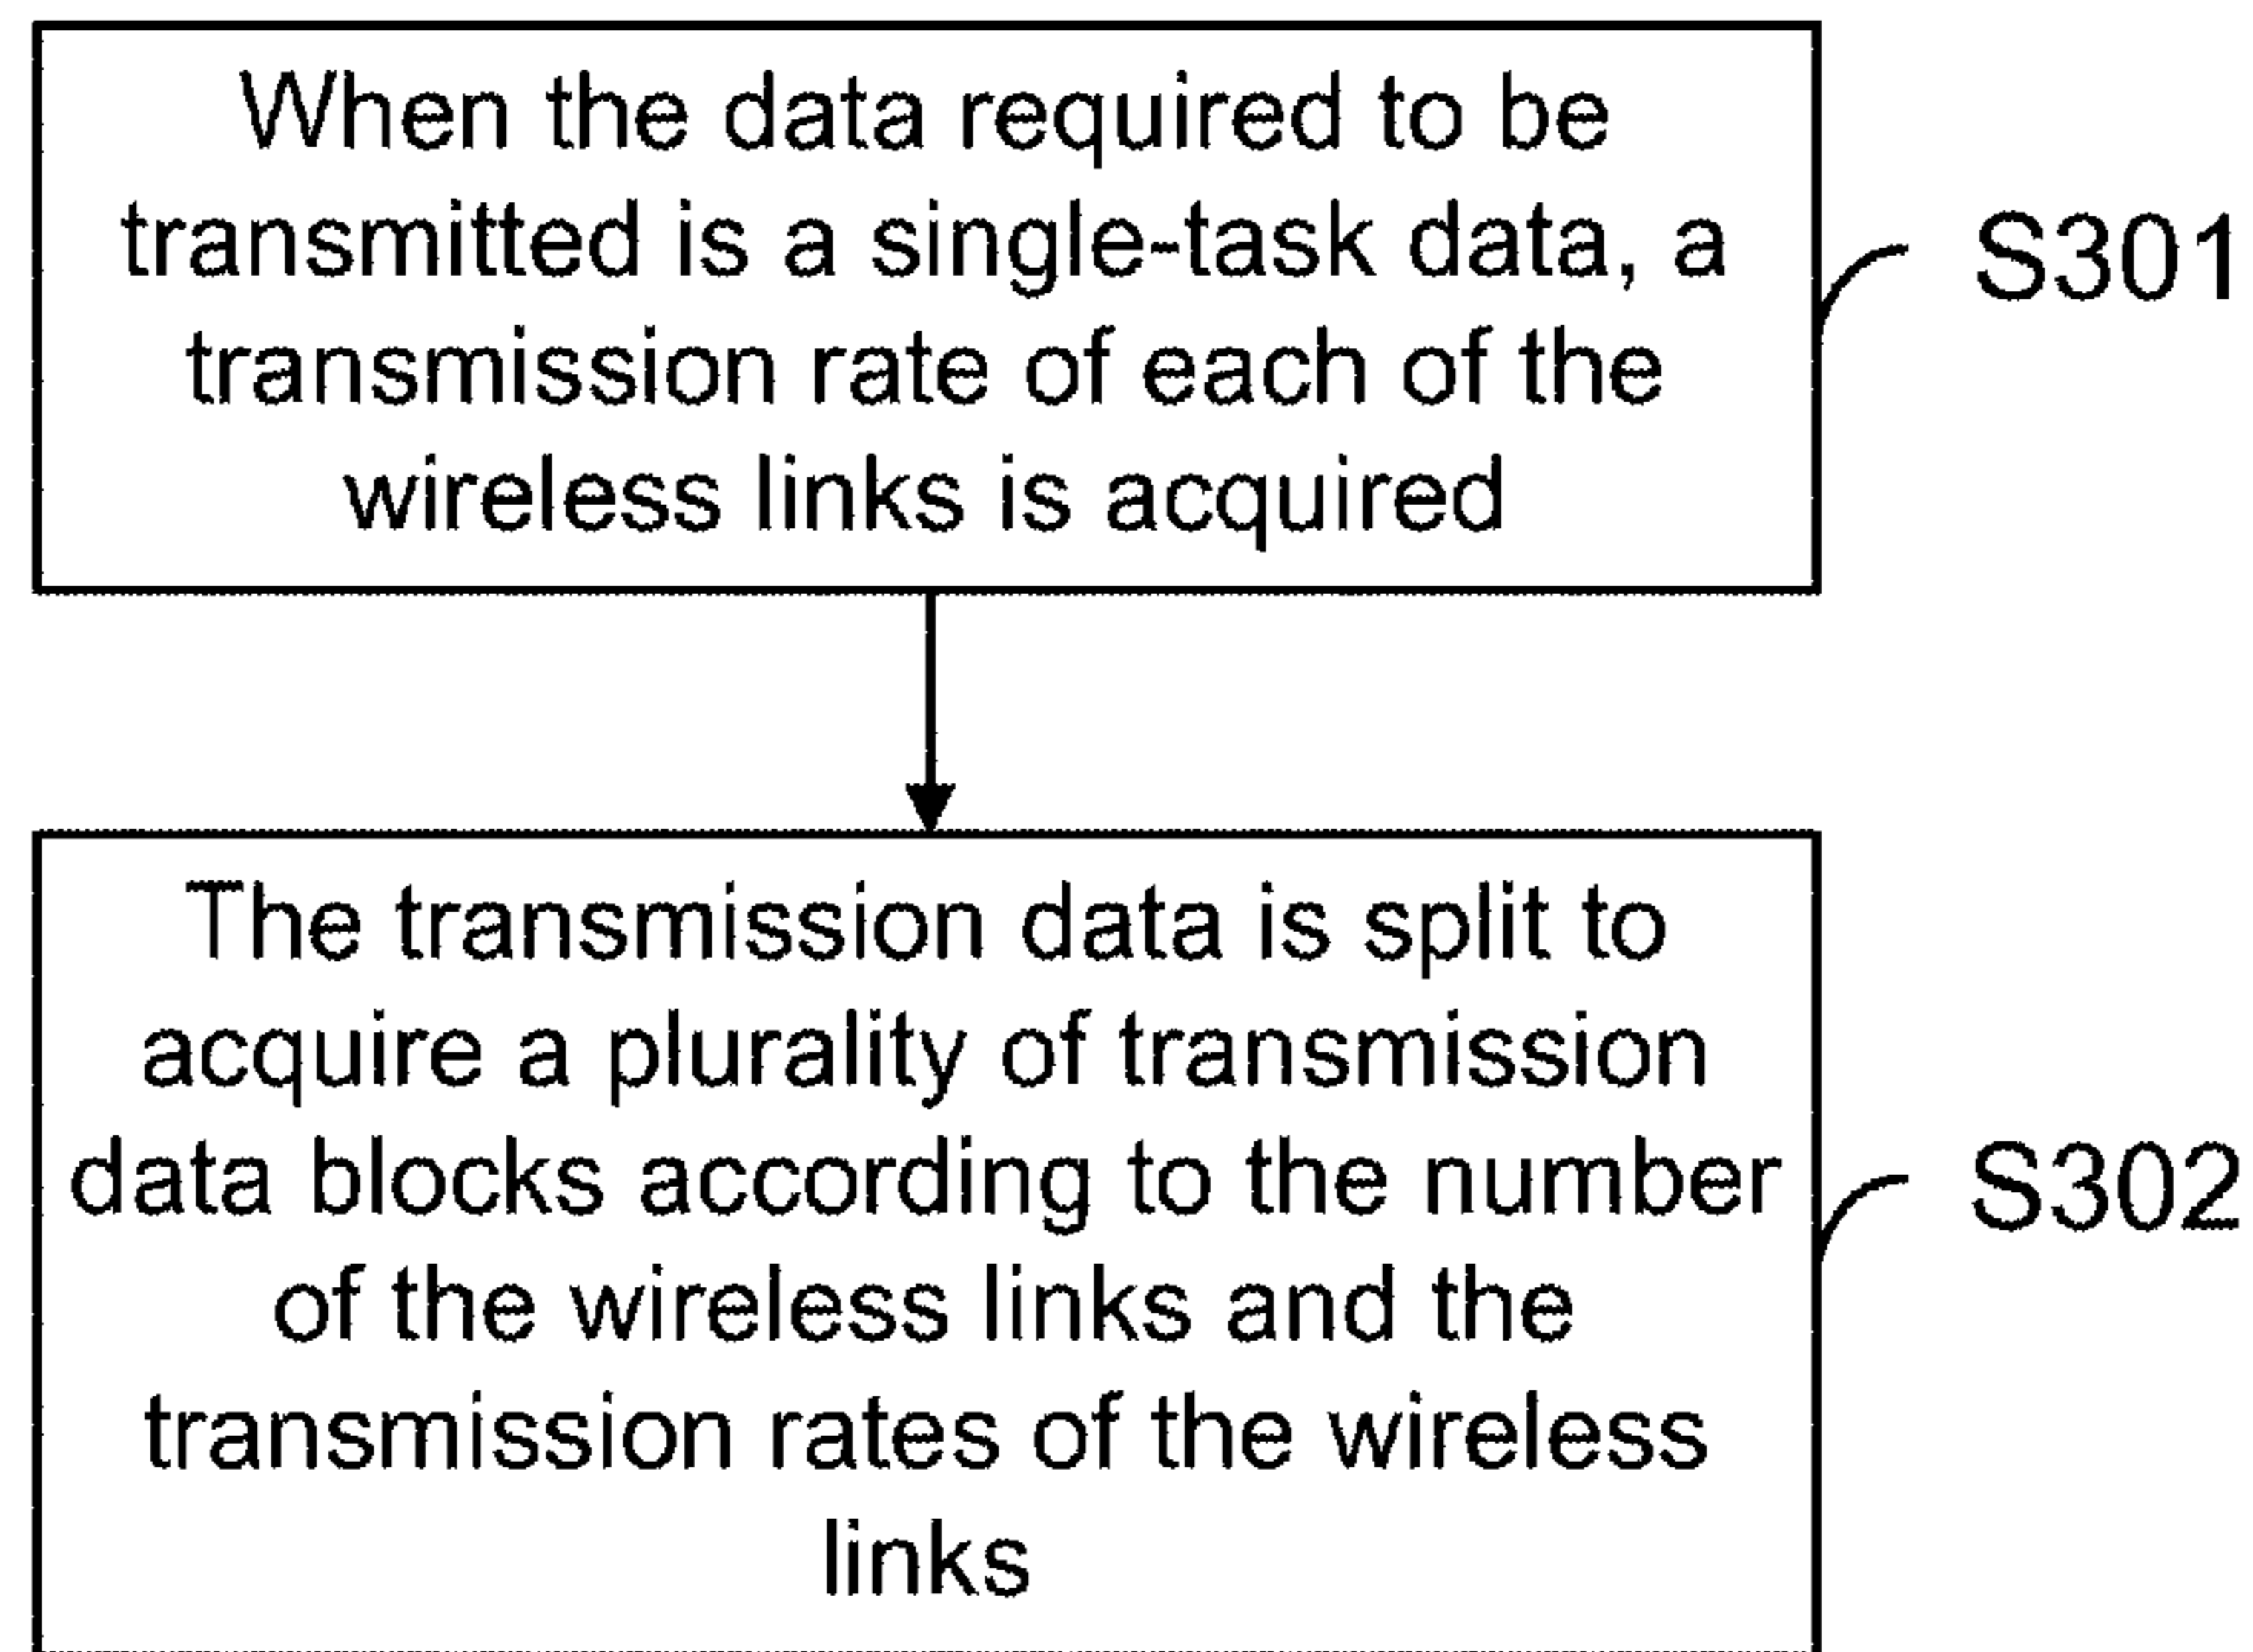 When the data required to be
transmitted is a single-task data, a
transmission rate of each of the
wireless links is acquired
S301
The transmission data is split to
acquire a plurality of transmission
data blocks according to the number
of the wireless links and the
transmission rates of the wireless
links
S302